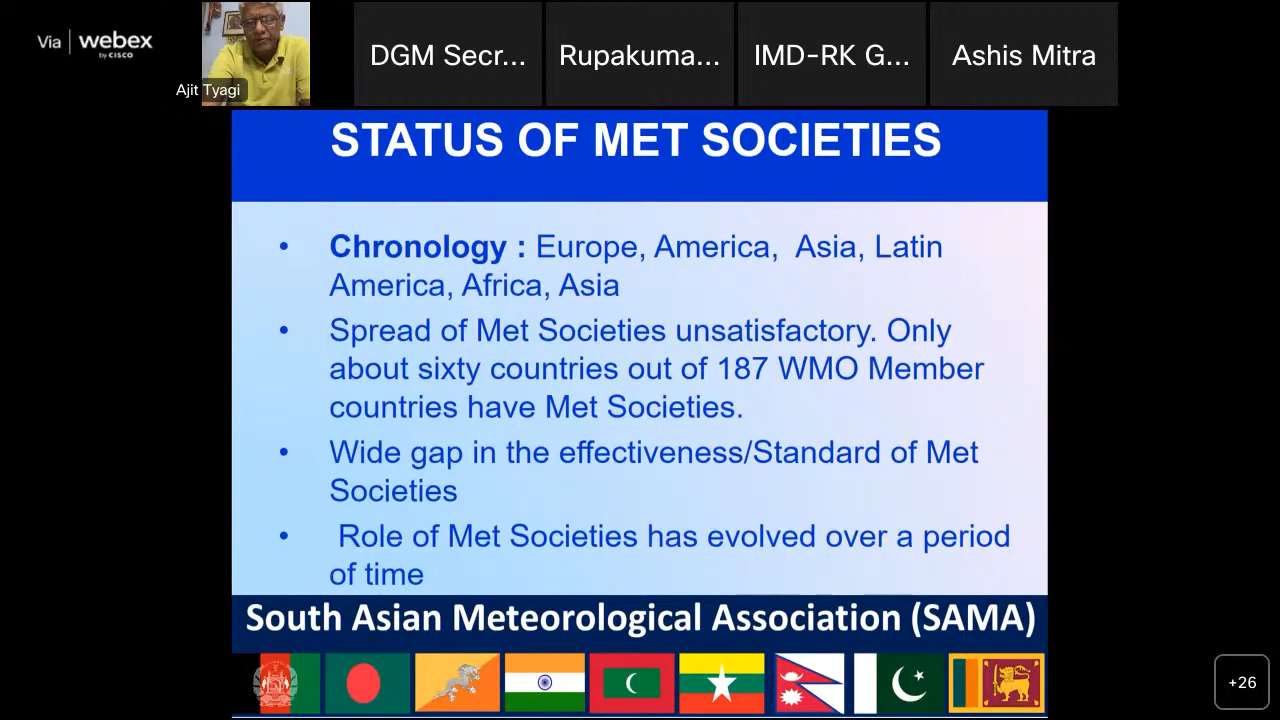 Via webex
by CISCO
Ajit Tyagi
DGM Secr...
Rupakuma...
IMD-RK G...
Ashis Mitra
STATUS OF MET SOCIETIES
• Chronology : Europe, America, Asia, Latin
America, Africa, Asia
• Spread of Met Societies unsatisfactory. Only
about sixty countries out of 187 WMO Member
countries have Met Societies.
• Wide gap in the effectiveness/Standard of Met
Societies
• Role of Met Societies has evolved over a period
of time
South Asian Meteorological Association (SAMA)
+26